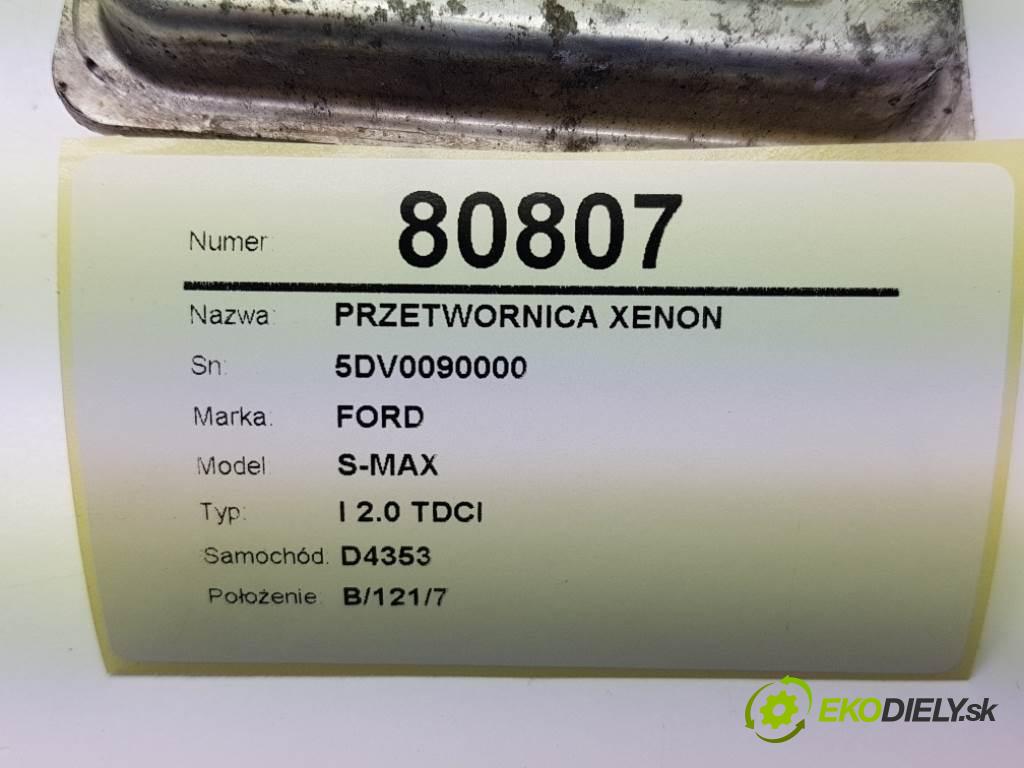 Numer: 80807
Nazwa: PRZETWORNICA XENON
Sn: 5DV0090000
Marka: FORD
Model: S-MAX
Typ: I 2.0 TDCI
Samochód: D4353
Położenie: B/121/7
EKODIELY.sk